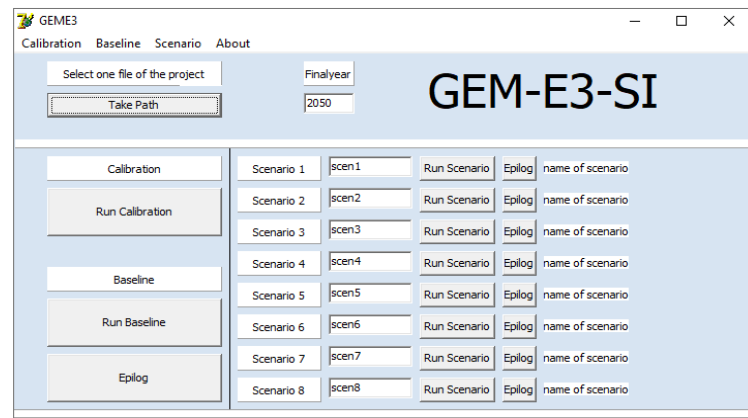 GEME3
Calibration Baseline Scenario About
Select one file of the project
Take Path
Finalyear
2050
GEM-E3-SI
Calibration
Run Calibration
Baseline
Run Baseline
Epilog
Scenario 1 scen1 Run Scenario Epilog name of scenario
Scenario 2 scen2 Run Scenario Epilog name of scenario
Scenario 3 scen3 Run Scenario Epilog name of scenario
Scenario 4 scen4 Run Scenario Epilog name of scenario
Scenario 5 scen5 Run Scenario Epilog name of scenario
Scenario 6 scen6 Run Scenario Epilog name of scenario
Scenario 7 scen7 Run Scenario Epilog name of scenario
Scenario 8 scen8 Run Scenario Epilog name of scenario